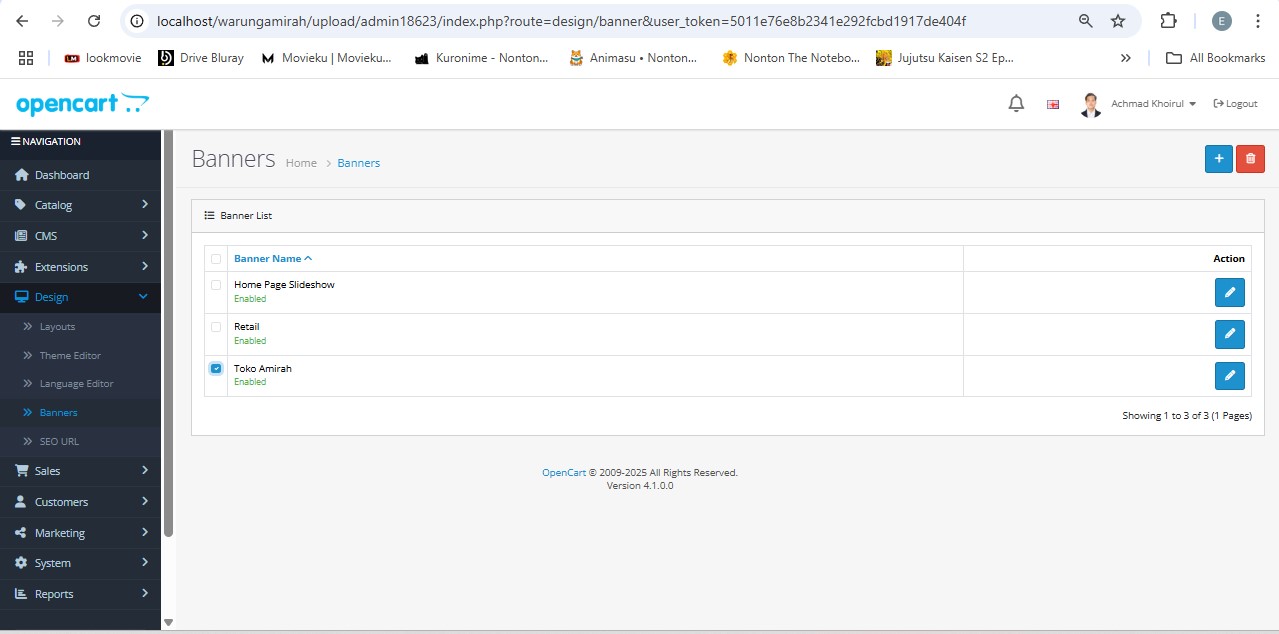 localhost/warungamirah/upload/admin18623/index.php?route=design/banner&user_token=5011e76e8b2341e292fcbd1917de404f
E
LM lookmovie Drive Bluray Movieku | Movieku... Kuronime - Nonton... Animasu • Nonton... Nonton The Notebo... Jujutsu Kaisen S2 Ep... All Bookmarks
opencart
Achmad Khoirul Logout
NAVIGATION
Dashboard
Catalog
CMS
Extensions
Design
Layouts
Theme Editor
Language Editor
Banners
SEO URL
Sales
Customers
Marketing
System
Reports
Banners Home > Banners
Banner List
Banner Name Action
Home Page Slideshow
Enabled
Retail
Enabled
Toko Amirah
Enabled
Showing 1 to 3 of 3 (1 Pages)
OpenCart © 2009-2025 All Rights Reserved.
Version 4.1.0.0